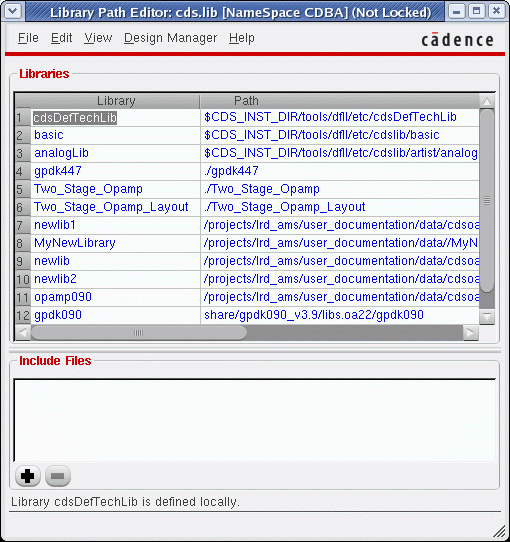 Library Path Editor: cds.lib [NameSpace CDBA] (Not Locked)
File Edit View Design Manager Help
cādence
Libraries
Library Path
1 cdsDefTechLib $CDS_INST_DIR/tools/dfII/etc/cdsDefTechLib
2 basic $CDS_INST_DIR/tools/dfII/etc/cdslib/basic
3 analogLib $CDS_INST_DIR/tools/dfII/etc/cdslib/artist/analog
4 gpdk447 ./gpdk447
5 Two_Stage_Opamp ./Two_Stage_Opamp
6 Two_Stage_Opamp_Layout ./Two_Stage_Opamp_Layout
7 newlib1 /projects/lrd_ams/user_documentation/data/cdsoa
8 MyNewLibrary /projects/lrd_ams/user_documentation/data//MyN
9 newlib /projects/lrd_ams/user_documentation/data/cdsoa
10 newlib2 /projects/lrd_ams/user_documentation/data/cdsoa
11 opamp090 /projects/lrd_ams/user_documentation/data/cdsoa
12 gpdk090 share/gpdk090_v3.9/libs.oa22/gpdk090
Include Files
Library cdsDefTechLib is defined locally.